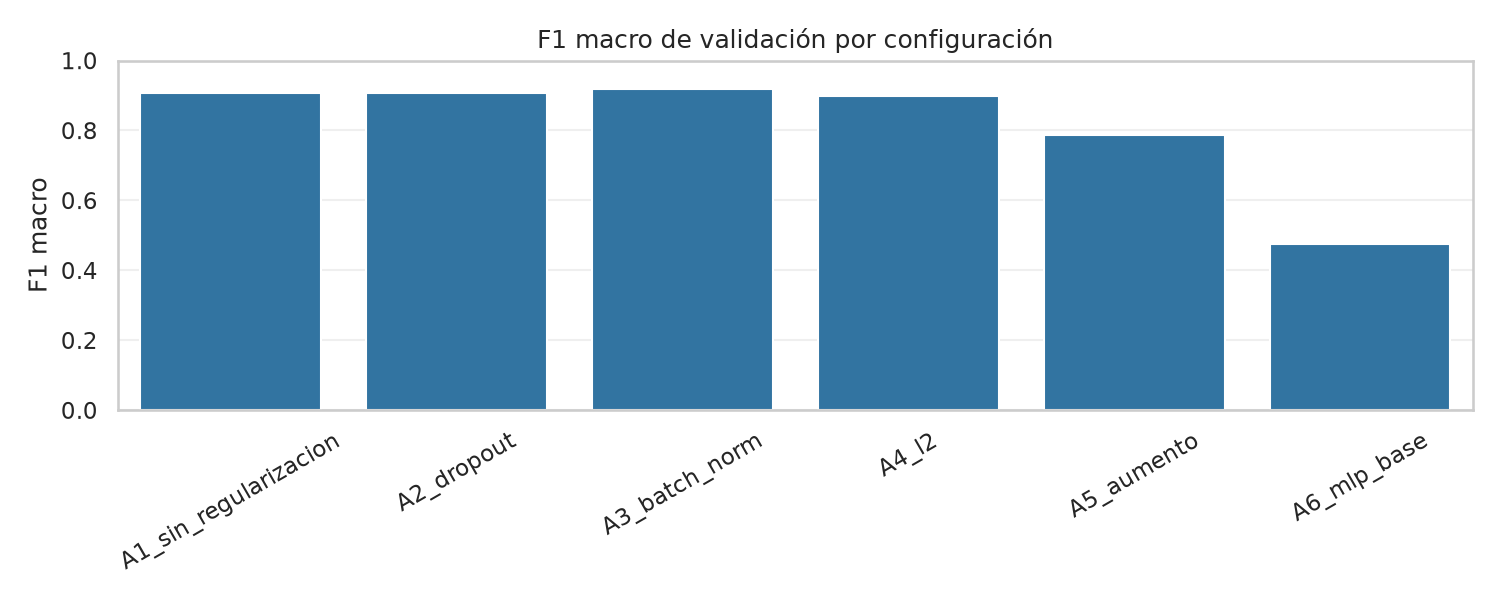 F1 macro de validación por configuración
F1 macro
1.0
0.8
0.6
0.4
0.2
0.0
A1_sin_regularizacion
A2_dropout
A3_batch_norm
A4_l2
A5_aumento
A6_mlp_base